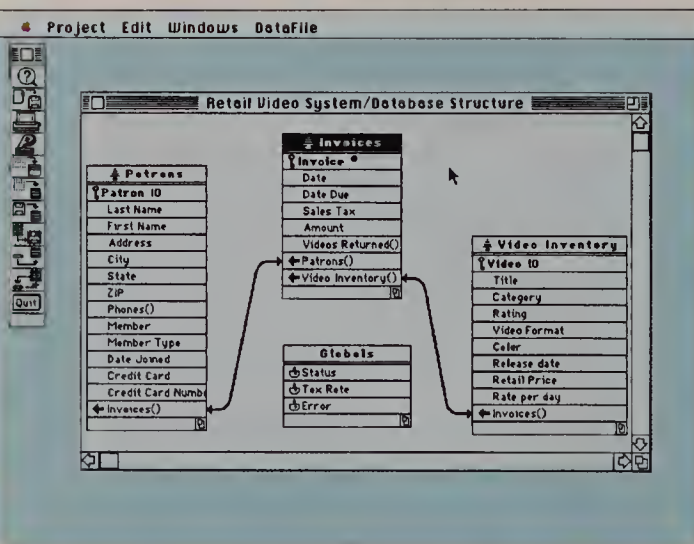 Project Edit Windows DataFile
Quit
Retail Video System/Database Structure
Patrons
Patron ID
Last Name
First Name
Address
City
State
ZIP
Phones()
Member
Member Type
Date Joined
Credit Card
Credit Card Numbe
Invoices()
Invoices
Invoice #
Date
Date Due
Sales Tax
Amount
Videos Returned()
Patrons()
Video Inventory()
Globals
Status
Tax Rate
Error
Video Inventory
Video ID
Title
Category
Rating
Video Format
Color
Release date
Retail Price
Rate per day
Invoices()